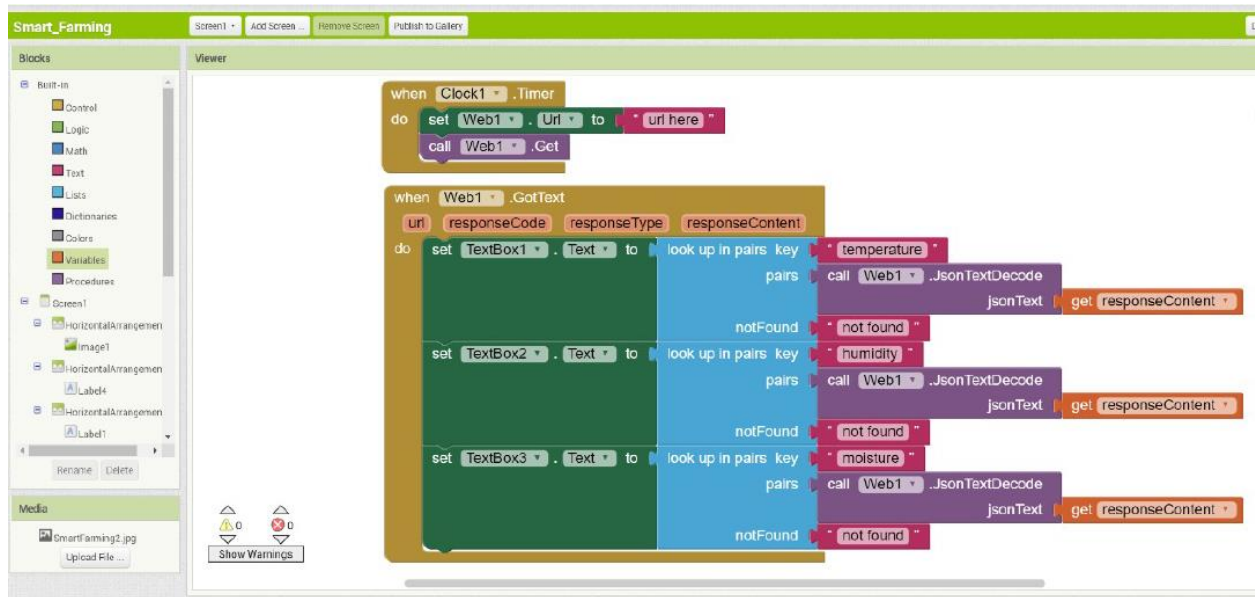 Smart_Farming
Screen1
Add Screen ...
Remove Screen
Publish to Gallery
Blocks
Viewer
Built-in
Control
Logic
Math
Text
Lists
Dictionaries
Colors
Variables
Procedures
Screen1
HorizontalArrangemen
Image1
HorizontalArrangemen
Label4
HorizontalArrangemen
Label1
Rename Delete
Media
SmartFarming2.jpg
Upload File ...
when Clock1 .Timer
do set Web1 . Url to " url here "
call Web1 .Get
when Web1 .GotText
url responseCode responseType responseContent
do set TextBox1 . Text to look up in pairs key " temperature "
pairs call Web1 .JsonTextDecode
jsonText get responseContent
notFound " not found "
set TextBox2 . Text to look up in pairs key " humidity "
pairs call Web1 .JsonTextDecode
jsonText get responseContent
notFound " not found "
set TextBox3 . Text to look up in pairs key " moisture "
pairs call Web1 .JsonTextDecode
jsonText get responseContent
notFound " not found "
0 0
Show Warnings